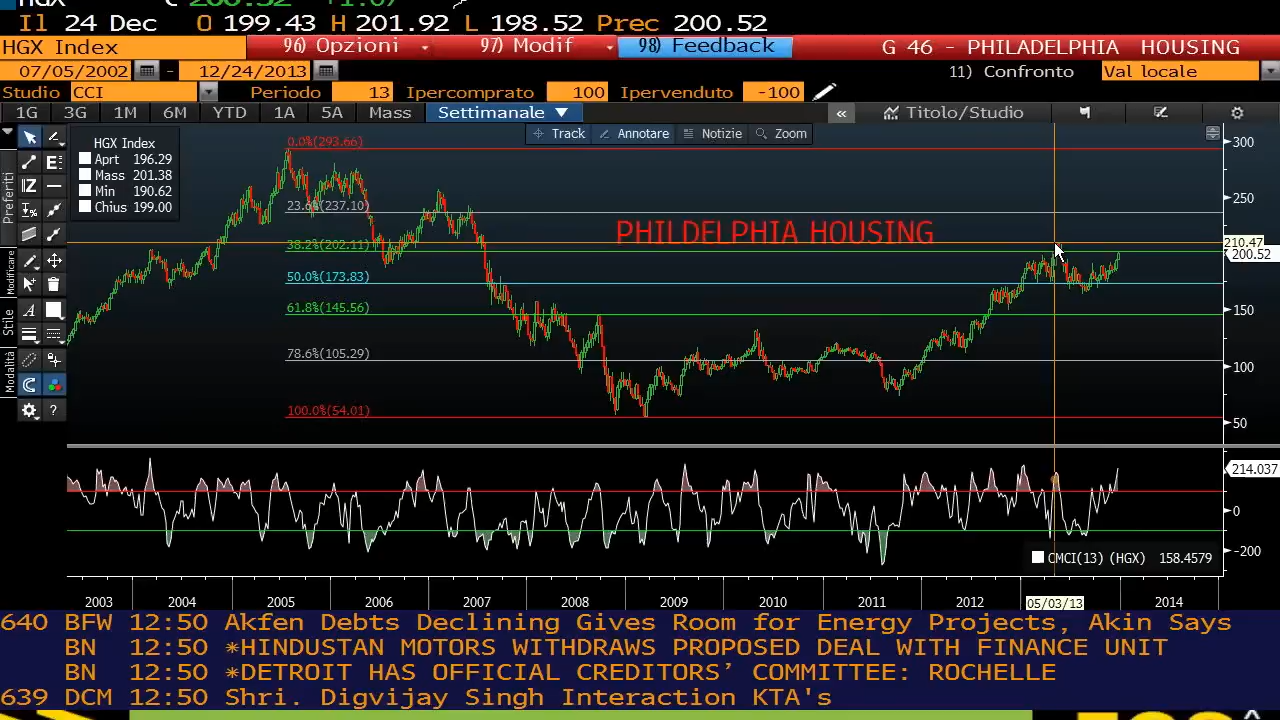 HGX
Il 24 Dec O 199.43 H 201.92 L 198.52 Prec 200.52
HGX Index 96) Opzioni 97) Modif 98) Feedback G 46 - PHILADELPHIA HOUSING
07/05/2002 - 12/24/2013 11) Confronto Val locale
Studio CCI Periodo 13 Ipercomprato 100 Ipervenduto -100
1G 3G 1M 6M YTD 1A 5A Mass Settimanale ▼ « Titolo/Studio
Track Annotare Notizie Zoom
HGX Index
Aprt 196.29
Mass 201.38
Min 190.62
Chius 199.00
Preferiti
Modificare
Stile
Modalità
0.0%(293.66)
23.6%(237.10)
38.2%(202.11)
50.0%(173.83)
61.8%(145.56)
78.6%(105.29)
100.0%(54.01)
PHILDELPHIA HOUSING
300
250
210.47
200.52
150
100
50
214.037
0
-200
CMCI(13) (HGX) 158.4579
2003 2004 2005 2006 2007 2008 2009 2010 2011 2012 05/03/13 2014
640 BFW 12:50 Akfen Debts Declining Gives Room for Energy Projects, Akin Says
BN 12:50 *HINDUSTAN MOTORS WITHDRAWS PROPOSED DEAL WITH FINANCE UNIT
BN 12:50 *DETROIT HAS OFFICIAL CREDITORS' COMMITTEE: ROCHELLE
639 DCM 12:50 Shri. Digvijay Singh Interaction KTA's